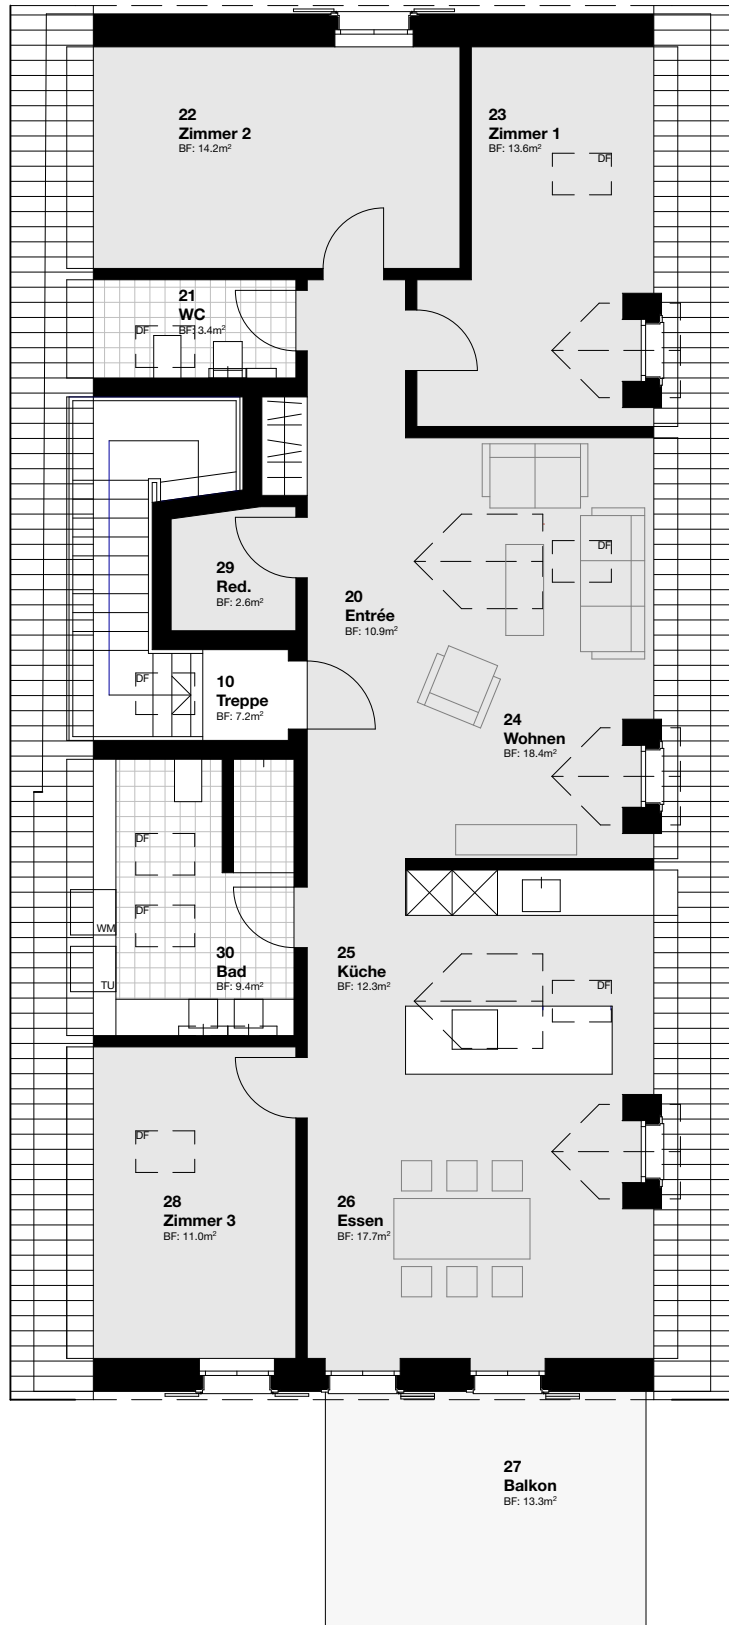 22
Zimmer 2
BF: 14.2m²
23
Zimmer 1
BF: 13.6m²
DF
21
WC
BF: 3.4m²
DF
29
Red.
BF: 2.6m²
20
Entrée
BF: 10.9m²
DF
10
Treppe
BF: 7.2m²
DF
24
Wohnen
BF: 18.4m²
DF
DF
WM
TU
30
Bad
BF: 9.4m²
25
Küche
BF: 12.3m²
DF
DF
28
Zimmer 3
BF: 11.0m²
26
Essen
BF: 17.7m²
27
Balkon
BF: 13.3m²